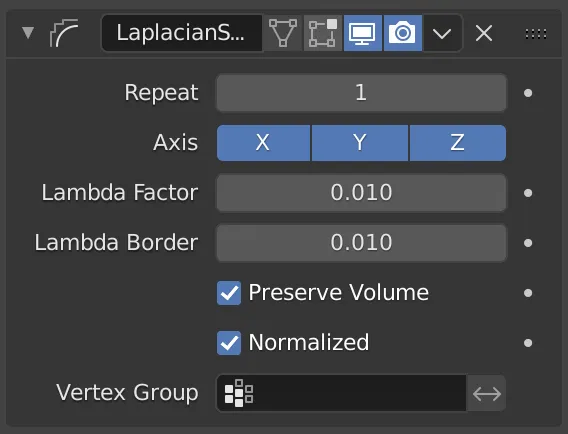 LaplacianS...
Repeat 1
Axis X Y Z
Lambda Factor 0.010
Lambda Border 0.010
Preserve Volume
Normalized
Vertex Group